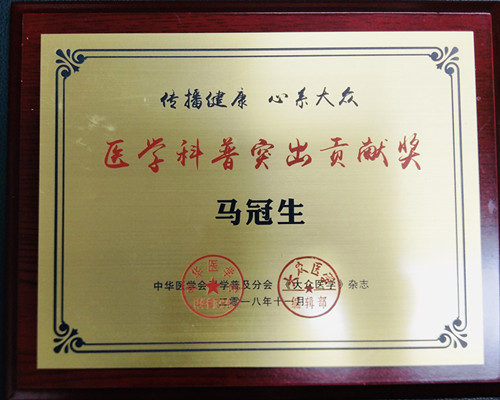 传播健康 心系大众
医学科普突出贡献奖
马冠生
中华医学会科学普及分会 《大众医学》杂志
二零一八年十一月